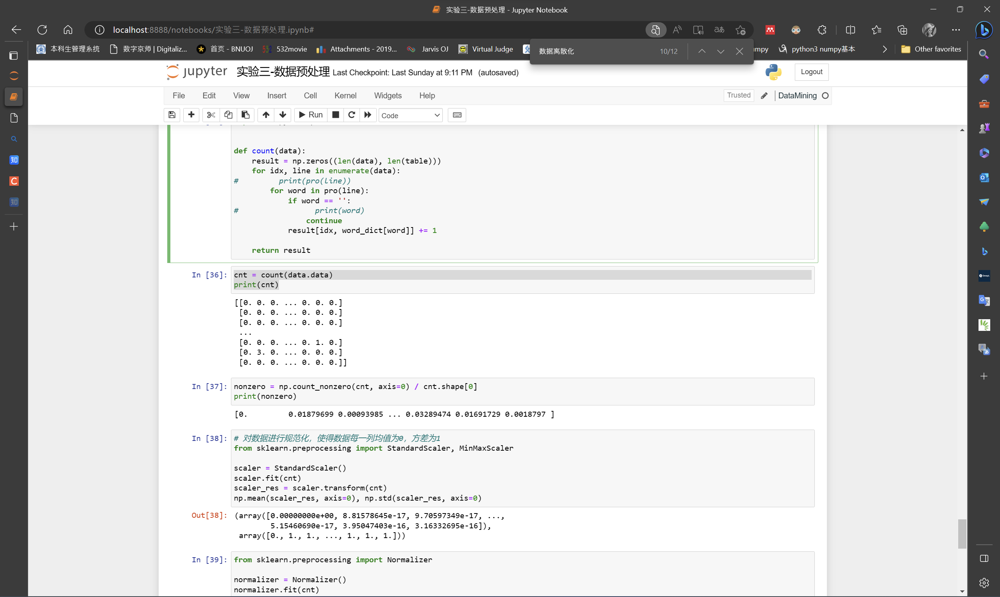 实验三-数据预处理 - Jupyter Notebook
localhost:8888/notebooks/实验三-数据预处理.ipynb#
本科生管理系统 数字京师 | Digitaliz... 首页 - BNUOJ 532movie Attachments - 2019... Jarvis OJ Virtual Judge umpy python3 numpy基本 Other favorites
数据离散化 10/12
jupyter 实验三-数据预处理 Last Checkpoint: Last Sunday at 9:11 PM (autosaved) Logout
File Edit View Insert Cell Kernel Widgets Help Trusted DataMining
Run Code
def count(data):
    result = np.zeros((len(data), len(table)))
    for idx, line in enumerate(data):
#         print(pro(line))
        for word in pro(line):
            if word == '':
#                 print(word)
                continue
            result[idx, word_dict[word]] += 1
    return result
In [36]: cnt = count(data.data)
print(cnt)
[[0. 0. 0. ... 0. 0. 0.]
 [0. 0. 0. ... 0. 0. 0.]
 [0. 0. 0. ... 0. 0. 0.]
 ...
 [0. 0. 0. ... 0. 1. 0.]
 [0. 3. 0. ... 0. 0. 0.]
 [0. 0. 0. ... 0. 0. 0.]]
In [37]: nonzero = np.count_nonzero(cnt, axis=0) / cnt.shape[0]
print(nonzero)
[0.         0.01879699 0.00093985 ... 0.03289474 0.01691729 0.0018797 ]
In [38]: # 对数据进行规范化，使得数据每一列均值为0，方差为1
from sklearn.preprocessing import StandardScaler, MinMaxScaler
scaler = StandardScaler()
scaler.fit(cnt)
scaler_res = scaler.transform(cnt)
np.mean(scaler_res, axis=0), np.std(scaler_res, axis=0)
Out[38]: (array([0.00000000e+00, 8.81578645e-17, 9.70597349e-17, ...,
        5.15460690e-17, 3.95047403e-16, 3.16332695e-16]),
 array([0., 1., 1., ..., 1., 1., 1.]))
In [39]: from sklearn.preprocessing import Normalizer
normalizer = Normalizer()
normalizer.fit(cnt)